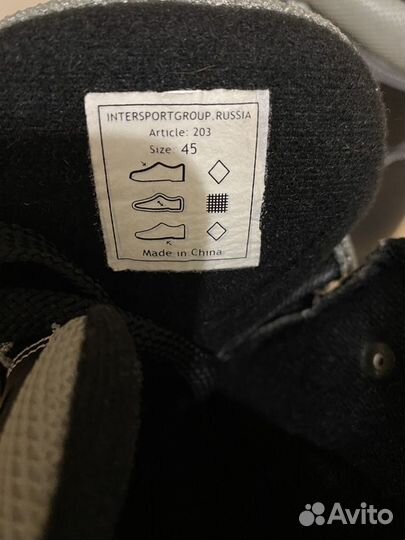 INTERSPORTGROUP.RUSSIA
Article: 203
Size: 45
Made in China
Avito